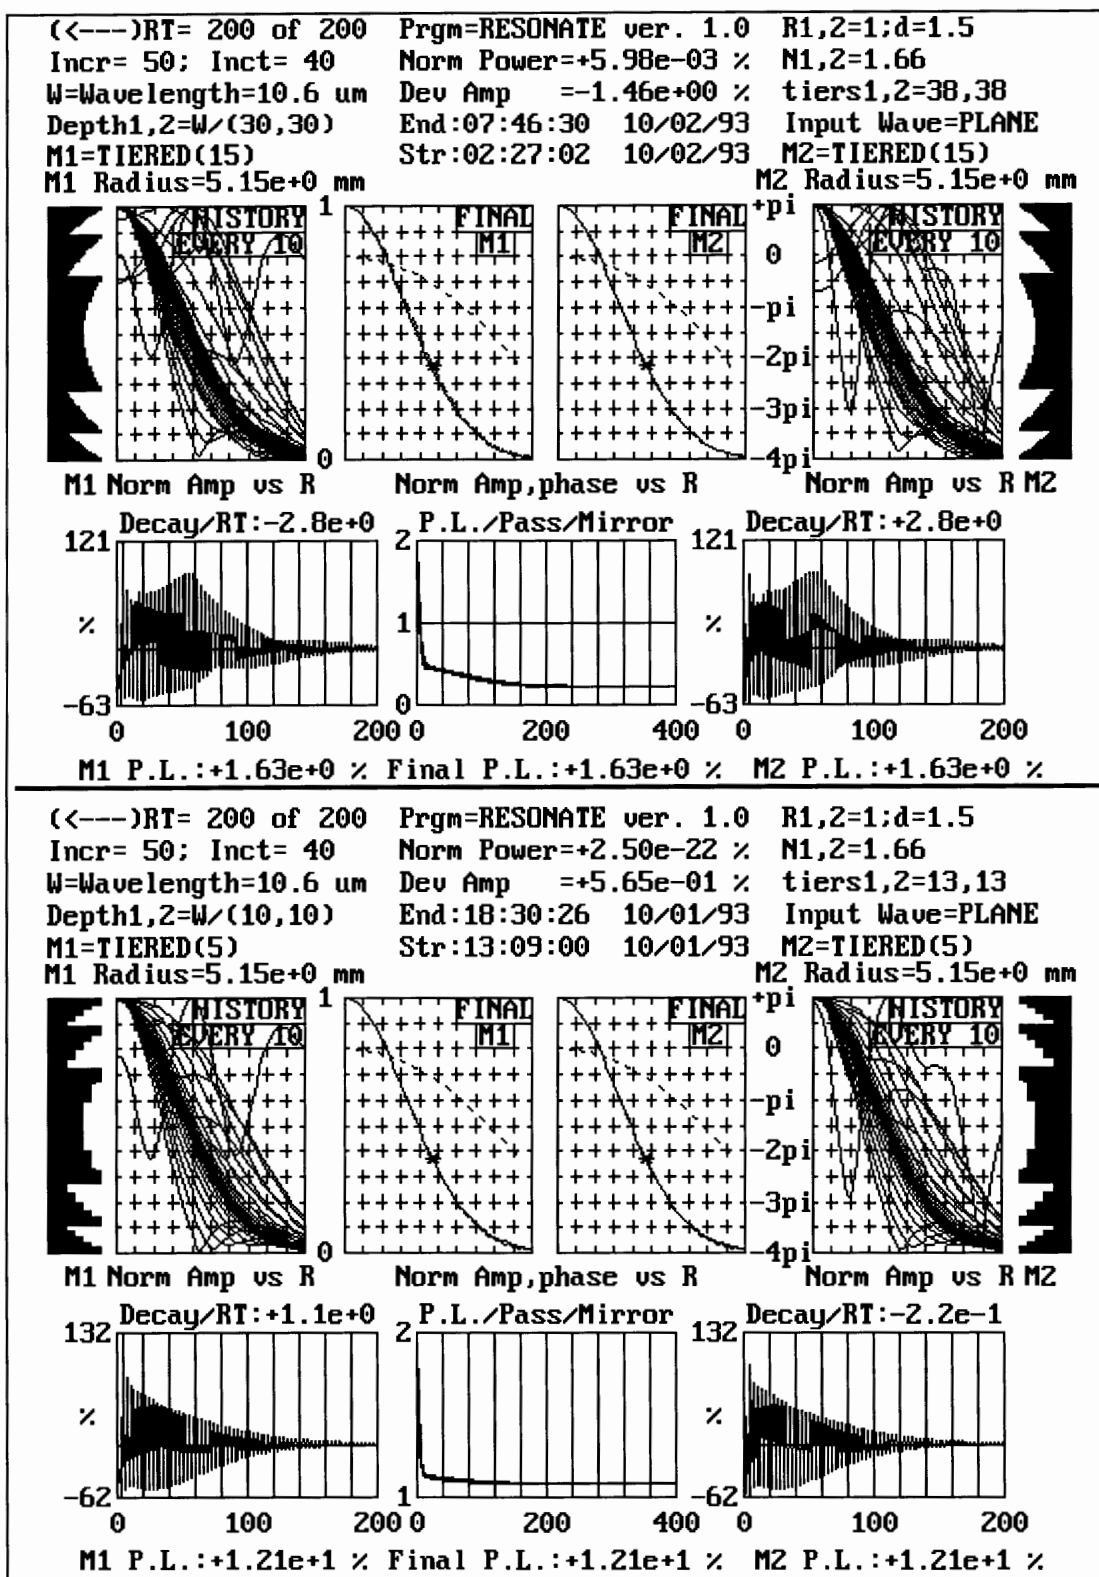 (<---)RT= 200 of 200 Prgm=RESONATE ver. 1.0 R1,2=1;d=1.5
Incr= 50; Inct= 40 Norm Power=+5.98e-03 % N1,2=1.66
W=Wavelength=10.6 um Dev Amp =-1.46e+00 % tiers1,2=38,38
Depth1,2=W/(30,30) End:07:46:30 10/02/93 Input Wave=PLANE
M1=TIERED(15) Str:02:27:02 10/02/93 M2=TIERED(15)
M1 Radius=5.15e+0 mm M2 Radius=5.15e+0 mm
1 HISTORY FINAL FINAL +pi HISTORY
EVERY 10 M1 M2 0 EVERY 10
-pi
-2pi
-3pi
0 -4pi
M1 Norm Amp vs R Norm Amp,phase vs R Norm Amp vs R M2
Decay/RT:-2.8e+0 P.L./Pass/Mirror Decay/RT:+2.8e+0
121 2 121
% 1 %
-63 0 -63
0 100 200 0 200 400 0 100 200
M1 P.L.:+1.63e+0 % Final P.L.:+1.63e+0 % M2 P.L.:+1.63e+0 %
(<---)RT= 200 of 200 Prgm=RESONATE ver. 1.0 R1,2=1;d=1.5
Incr= 50; Inct= 40 Norm Power=+2.50e-22 % N1,2=1.66
W=Wavelength=10.6 um Dev Amp =+5.65e-01 % tiers1,2=13,13
Depth1,2=W/(10,10) End:18:30:26 10/01/93 Input Wave=PLANE
M1=TIERED(5) Str:13:09:00 10/01/93 M2=TIERED(5)
M1 Radius=5.15e+0 mm M2 Radius=5.15e+0 mm
1 HISTORY FINAL FINAL +pi HISTORY
EVERY 10 M1 M2 0 EVERY 10
-pi
-2pi
-3pi
0 -4pi
M1 Norm Amp vs R Norm Amp,phase vs R Norm Amp vs R M2
Decay/RT:+1.1e+0 P.L./Pass/Mirror Decay/RT:-2.2e-1
132 2 132
% %
-62 1 -62
0 100 200 0 200 400 0 100 200
M1 P.L.:+1.21e+1 % Final P.L.:+1.21e+1 % M2 P.L.:+1.21e+1 %